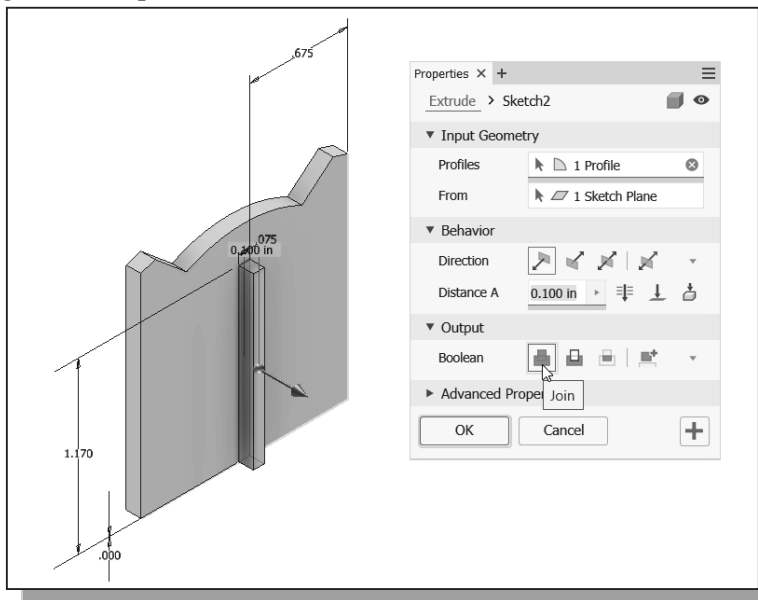 .675
.075
0.100 in
1.170
.000
Properties × +
Extrude > Sketch2
Input Geometry
Profiles
1 Profile
From
1 Sketch Plane
Behavior
Direction
Distance A
0.100 in
Output
Boolean
Advanced Prope
Join
OK
Cancel